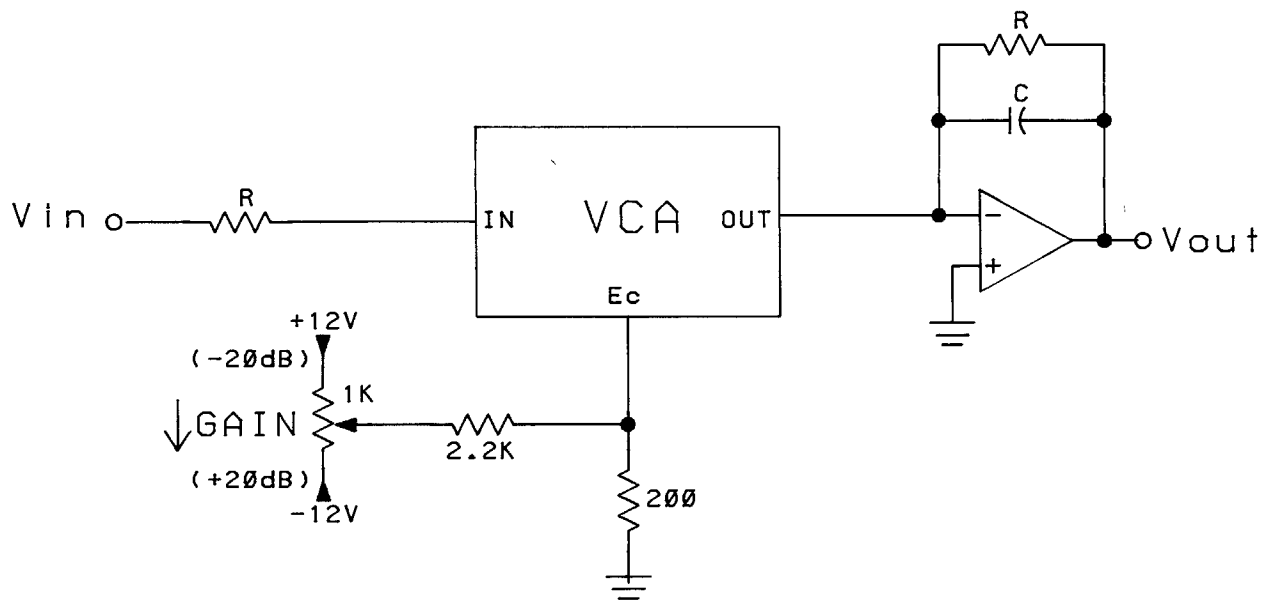 R
C
R
Vin
IN
VCA
OUT
−
+
Vout
Ec
+12V
(-20dB)
1K
↓GAIN
2.2K
(+20dB)
-12V
200